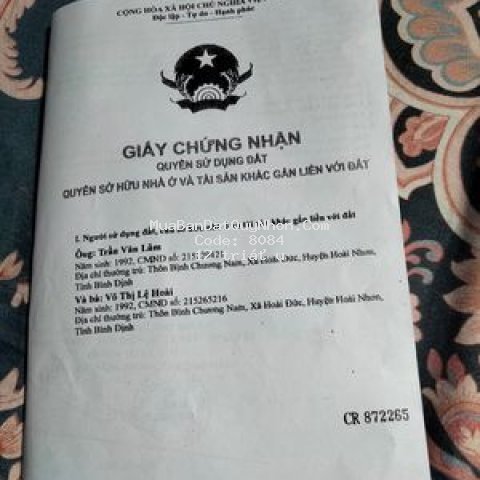 CỘNG HÒA XÃ HỘI CHỦ NGHĨA VIỆT
Độc lập - Tự do - Hạnh phúc
GIẤY CHỨNG NHẬN
QUYỀN SỬ DỤNG ĐẤT
QUYỀN SỞ HỮU NHÀ Ở VÀ TÀI SẢN KHÁC GẮN LIỀN VỚI ĐẤT
MuaBanDatQuyNhon.Com
Code: 8084
I. Người sử dụng đất, khác gắn liền với đất
Ông: Trần Văn Lâm
Năm sinh: 1992, CMND số:
Địa chỉ thường trú: Thôn Bình Chương Nam, Xã Hoài Đức, Huyện Hoài Nhơn,
Tỉnh Bình Định
Và bà: Võ Thị Lệ Hoài
Năm sinh: 1992, CMND số: 215265216
Địa chỉ thường trú: Thôn Bình Chương Nam, Xã Hoài Đức, Huyện Hoài Nhơn,
Tỉnh Bình Định
CR 872265